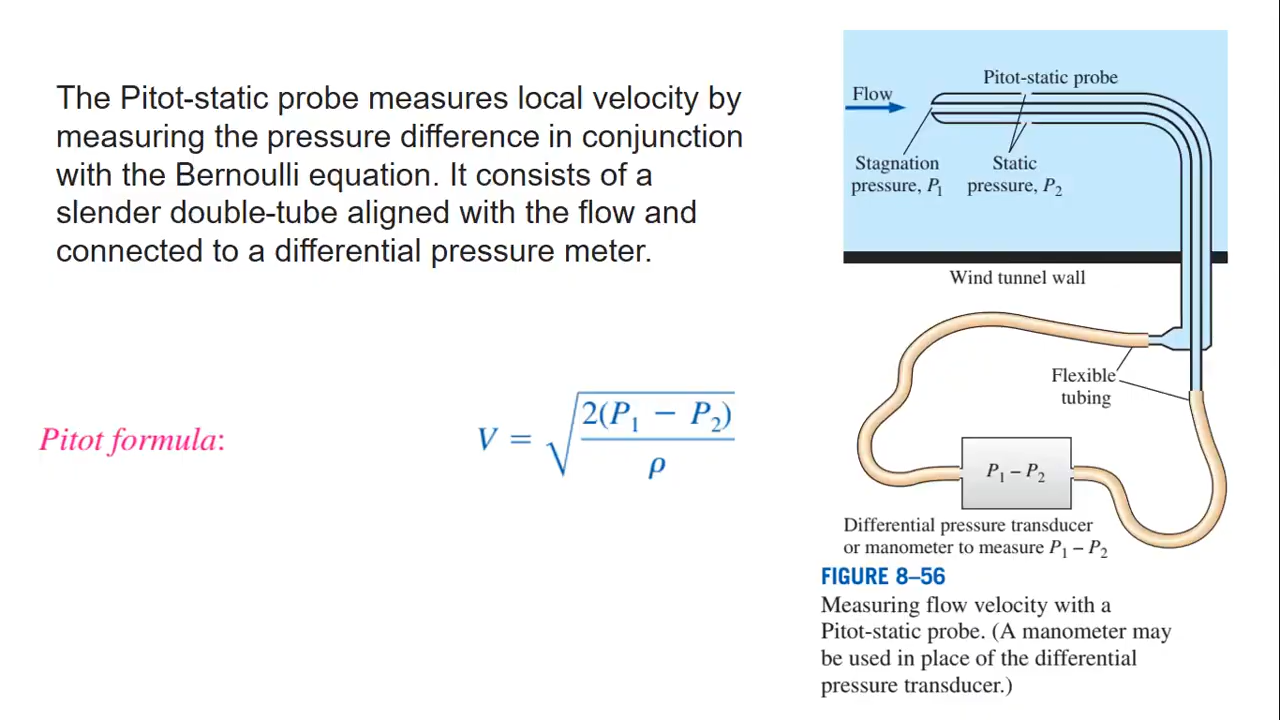 The Pitot-static probe measures local velocity by
measuring the pressure difference in conjunction
with the Bernoulli equation. It consists of a
slender double-tube aligned with the flow and
connected to a differential pressure meter.
Pitot formula:
V = √(2(P₁ − P₂)/ρ)
Pitot-static probe
Flow
Stagnation
pressure, P₁
Static
pressure, P₂
Wind tunnel wall
Flexible
tubing
P₁ – P₂
Differential pressure transducer
or manometer to measure P₁ – P₂
FIGURE 8–56
Measuring flow velocity with a
Pitot-static probe. (A manometer may
be used in place of the differential
pressure transducer.)